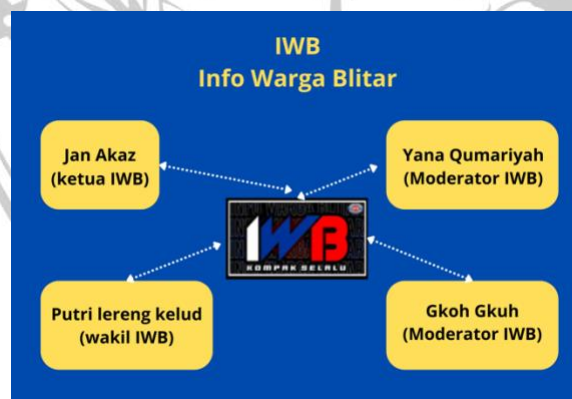 IWB
Info Warga Blitar
Jan Akaz
(ketua IWB)
Yana Qumariyah
(Moderator IWB)
IWB
KOMPAK SELALU
Putri lereng kelud
(wakil IWB)
Gkoh Gkuh
(Moderator IWB)